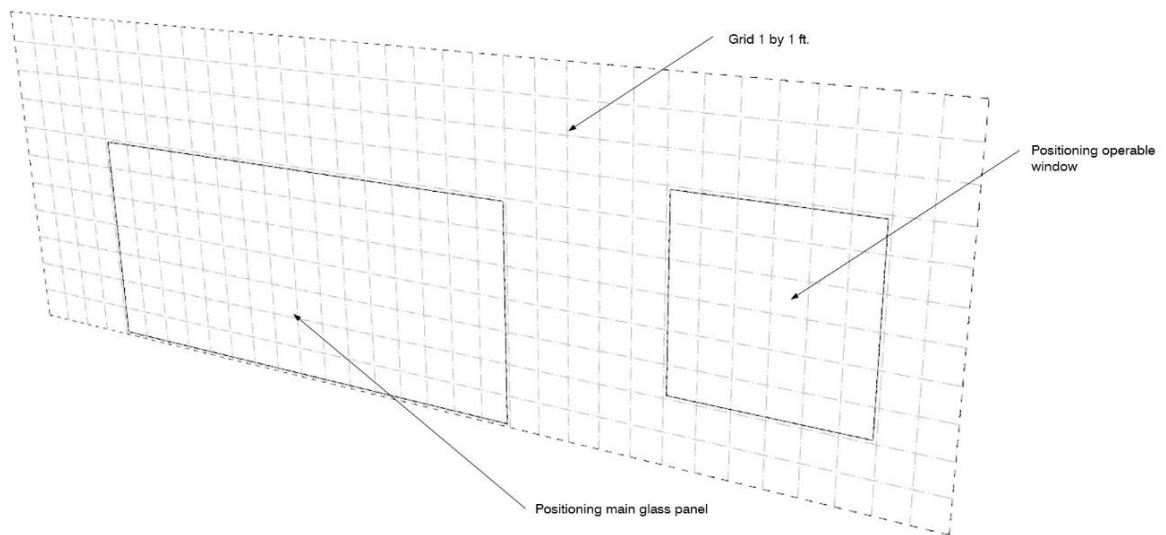 Grid 1 by 1 ft.
Positioning operable
window
Positioning main glass panel